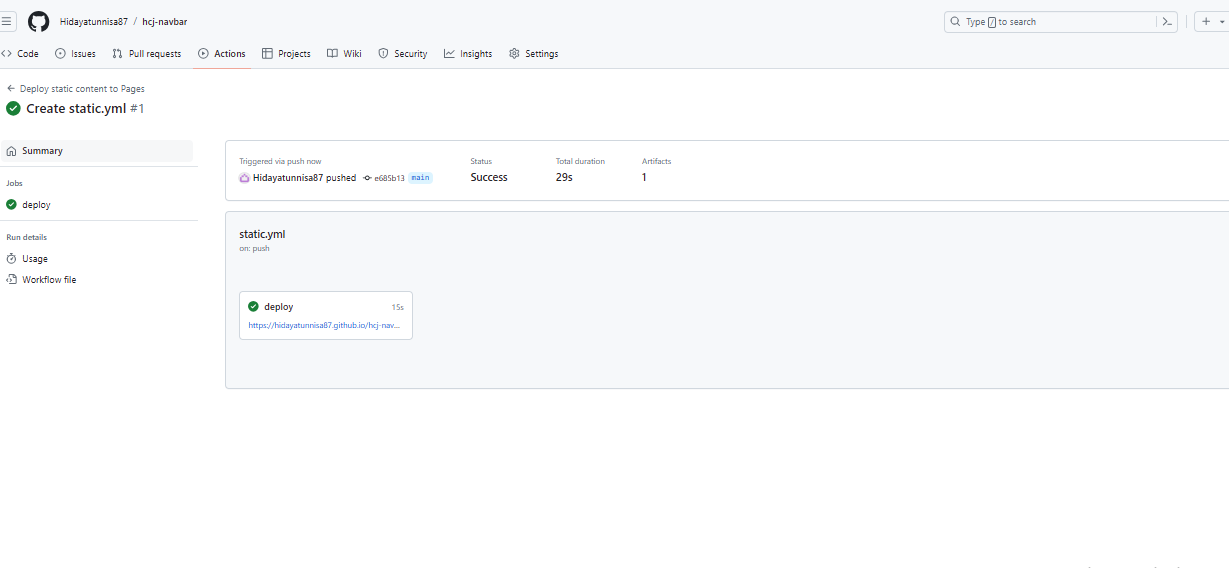 Hidayatunnisa87 / hcj-navbar
Type / to search
<> Code Issues Pull requests Actions Projects Wiki Security Insights Settings
← Deploy static content to Pages
Create static.yml #1
Summary
Jobs
deploy
Run details
Usage
Workflow file
Triggered via push now
Hidayatunnisa87 pushed e685b13 main
Status
Success
Total duration
29s
Artifacts
1
static.yml
on: push
deploy 15s
https://hidayatunnisa87.github.io/hcj-nav...